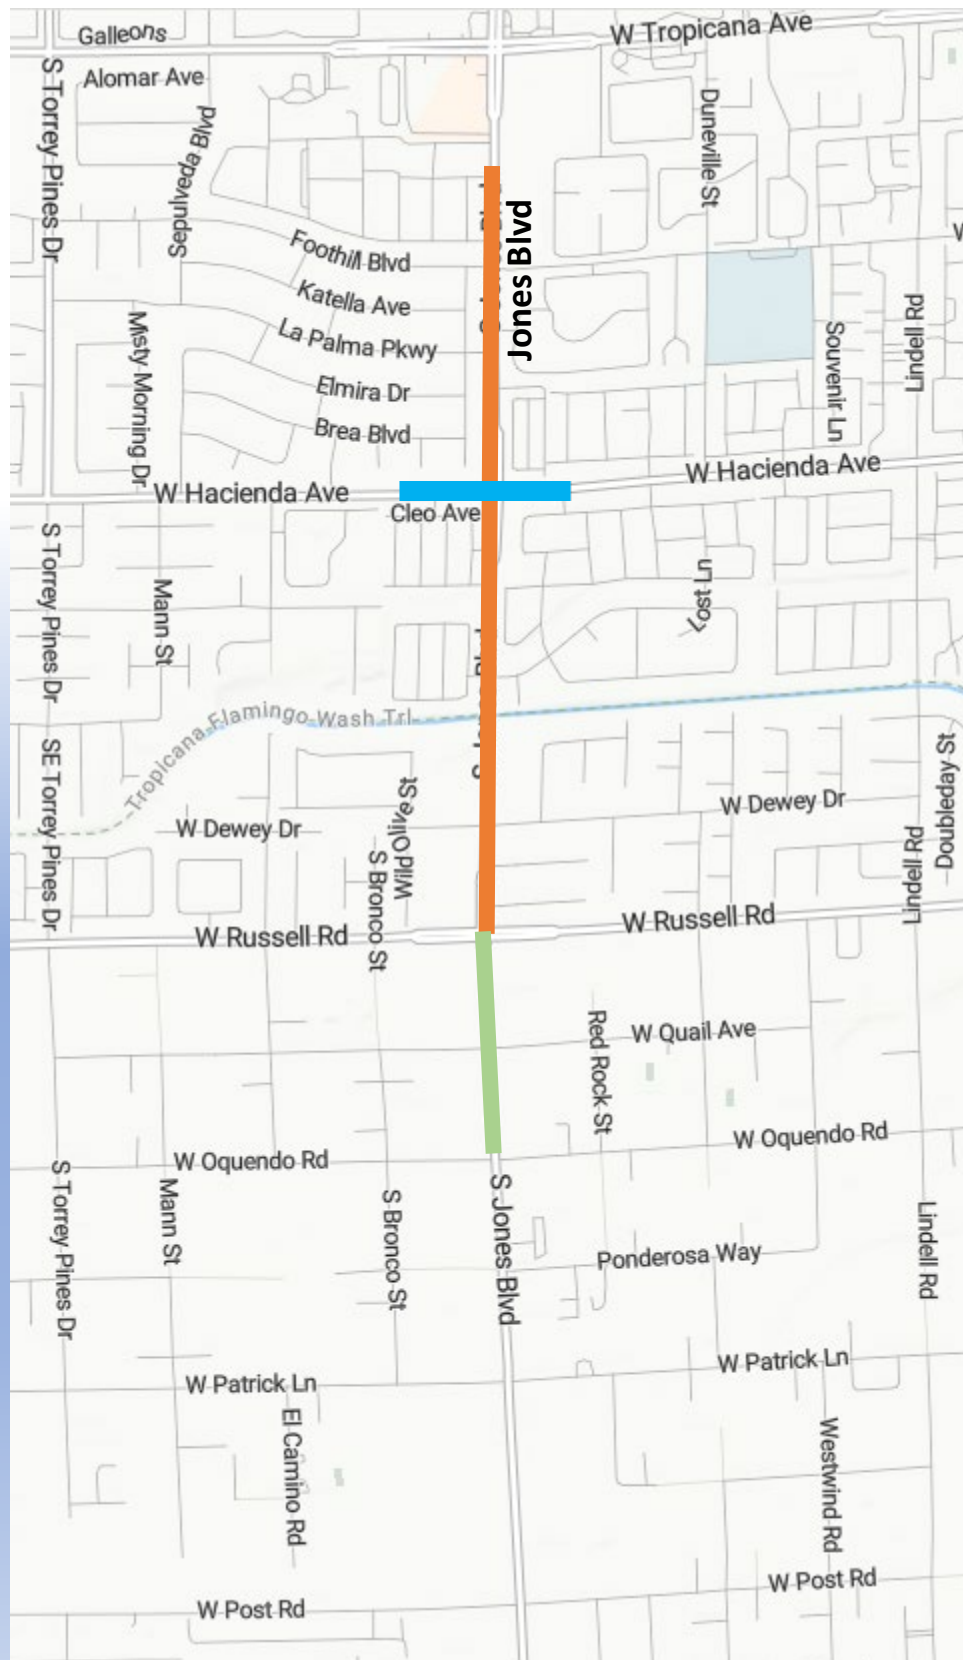 Galleons
W Tropicana Ave
Alomar Ave
S Torrey Pines Dr
Sepulveda Blvd
Duneville St
Jones Blvd
Foothill Blvd
Katella Ave
La Palma Pkwy
Misty Morning Dr
Souvenir Ln
Lindell Rd
Elmira Dr
Brea Blvd
W Hacienda Ave
W Hacienda Ave
Cleo Ave
S Torrey Pines Dr
Mann St
Lost Ln
Tropicana Flamingo Wash Trl
SE Torrey Pines Dr
Wild Olive St
W Dewey Dr
W Dewey Dr
Doubleday St
Lindell Rd
S Bronco St
W Russell Rd
W Russell Rd
Red Rock St
W Quail Ave
W Oquendo Rd
W Oquendo Rd
S Torrey Pines Dr
Mann St
S Bronco St
S Jones Blvd
Ponderosa Way
Lindell Rd
W Patrick Ln
W Patrick Ln
El Camino Rd
Westwind Rd
W Post Rd
W Post Rd